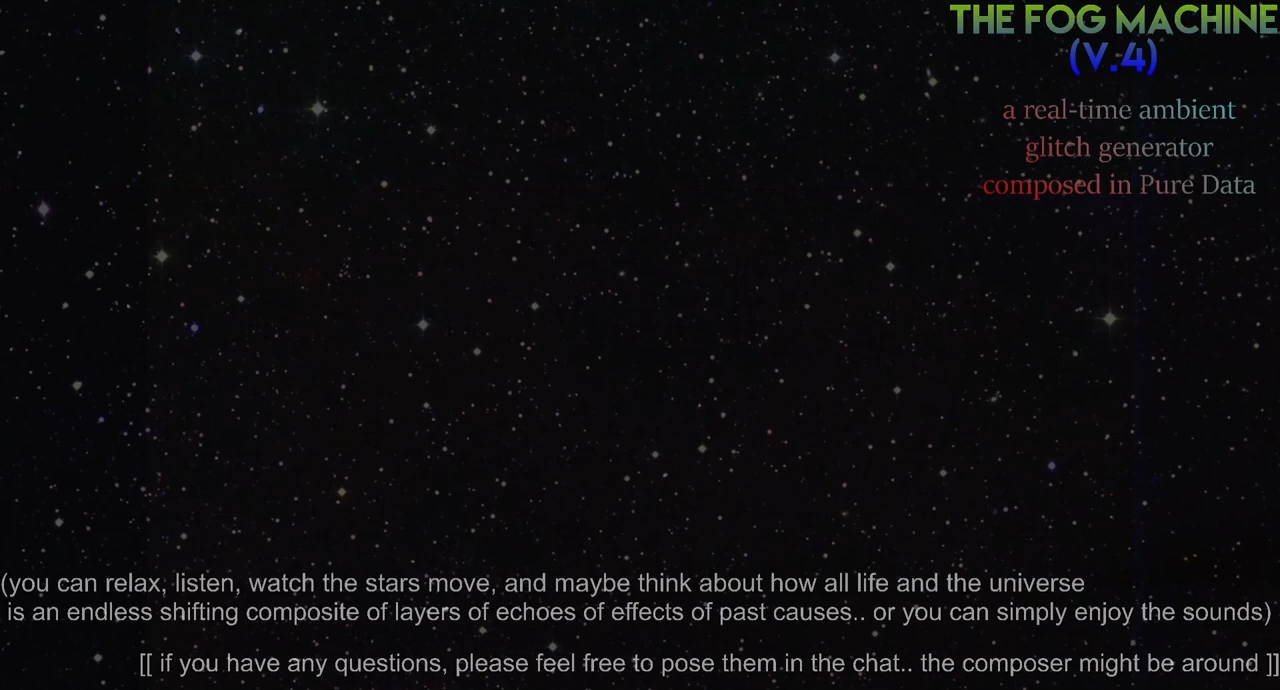 THE FOG MACHINE
(V.4)
a real-time ambient
glitch generator
composed in Pure Data
(you can relax, listen, watch the stars move, and maybe think about how all life and the universe
is an endless shifting composite of layers of echoes of effects of past causes.. or you can simply enjoy the sounds)
[[ if you have any questions, please feel free to pose them in the chat.. the composer might be around ]]